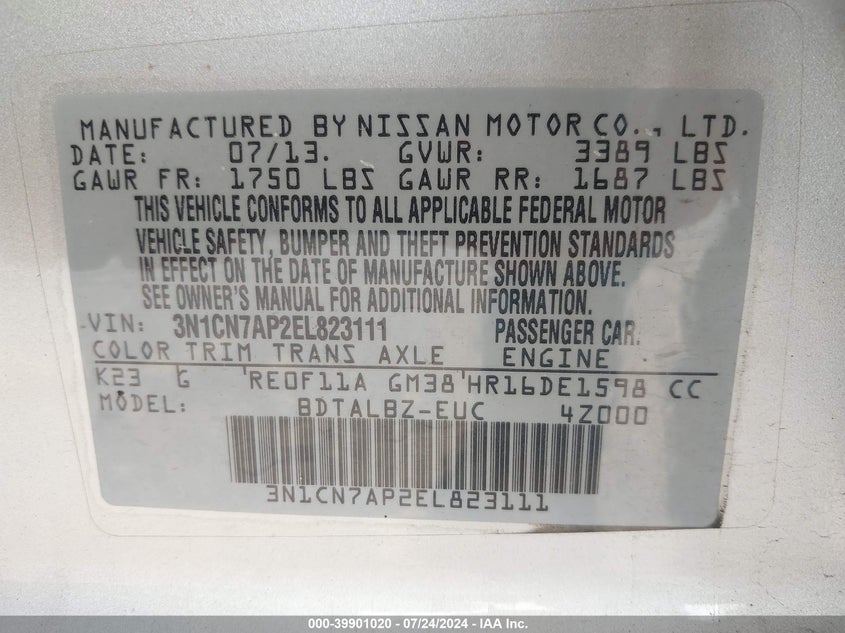 MANUFACTURED BY NISSAN MOTOR CO., LTD.
DATE: 07/13. GVWR: 3389 LBS
GAWR FR: 1750 LBS GAWR RR: 1687 LBS
THIS VEHICLE CONFORMS TO ALL APPLICABLE FEDERAL MOTOR
VEHICLE SAFETY, BUMPER AND THEFT PREVENTION STANDARDS
IN EFFECT ON THE DATE OF MANUFACTURE SHOWN ABOVE.
SEE OWNER'S MANUAL FOR ADDITIONAL INFORMATION.
VIN: 3N1CN7AP2EL823111 PASSENGER CAR.
COLOR TRIM TRANS AXLE ENGINE
K23 G RE0F11A GM38 HR16DE1598 CC
MODEL: BDTALBZ-EUC 4Z000
3N1CN7AP2EL823111
000-39901020 / 07/24/2024 - IAA Inc.